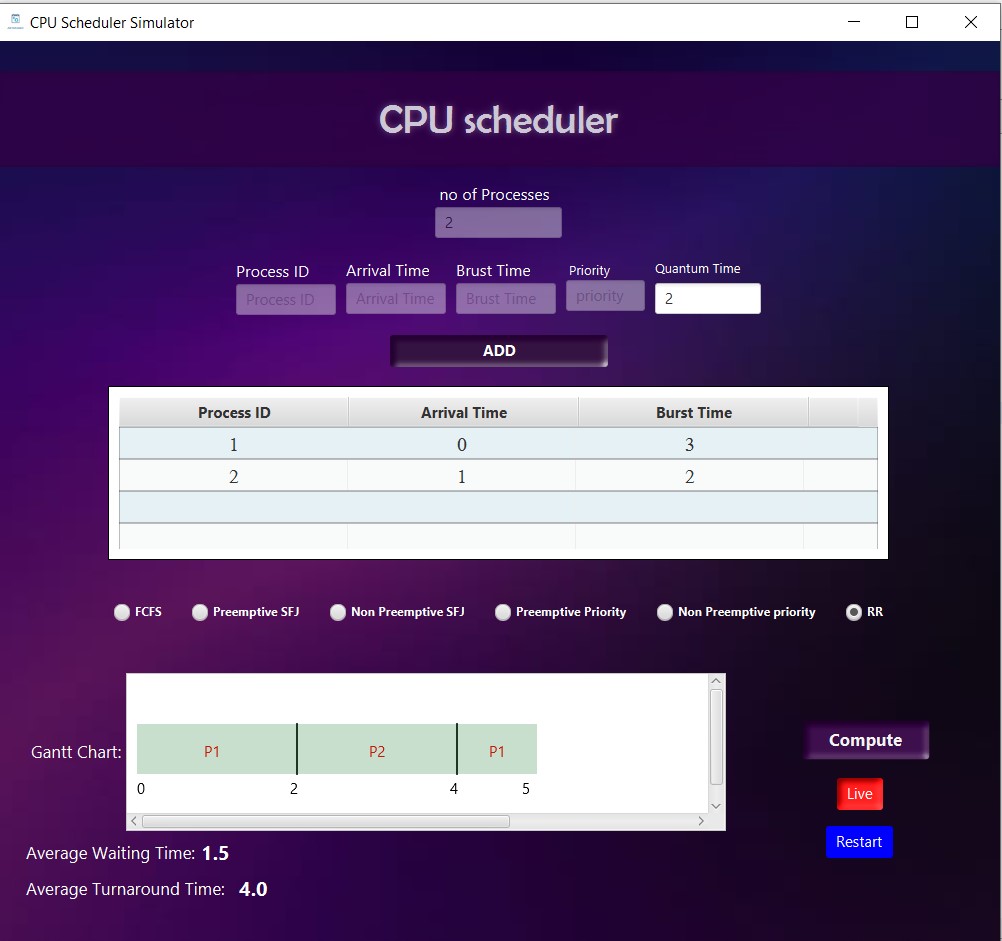 CPU Scheduler Simulator
CPU scheduler
no of Processes
2
Process ID Arrival Time Brust Time Priority Quantum Time
Process ID Arrival Time Brust Time priority 2
ADD
Process ID Arrival Time Burst Time
1 0 3
2 1 2
FCFS Preemptive SFJ Non Preemptive SFJ Preemptive Priority Non Preemptive priority RR
Gantt Chart: P1 P2 P1
0 2 4 5
Compute
Live
Restart
Average Waiting Time: 1.5
Average Turnaround Time: 4.0